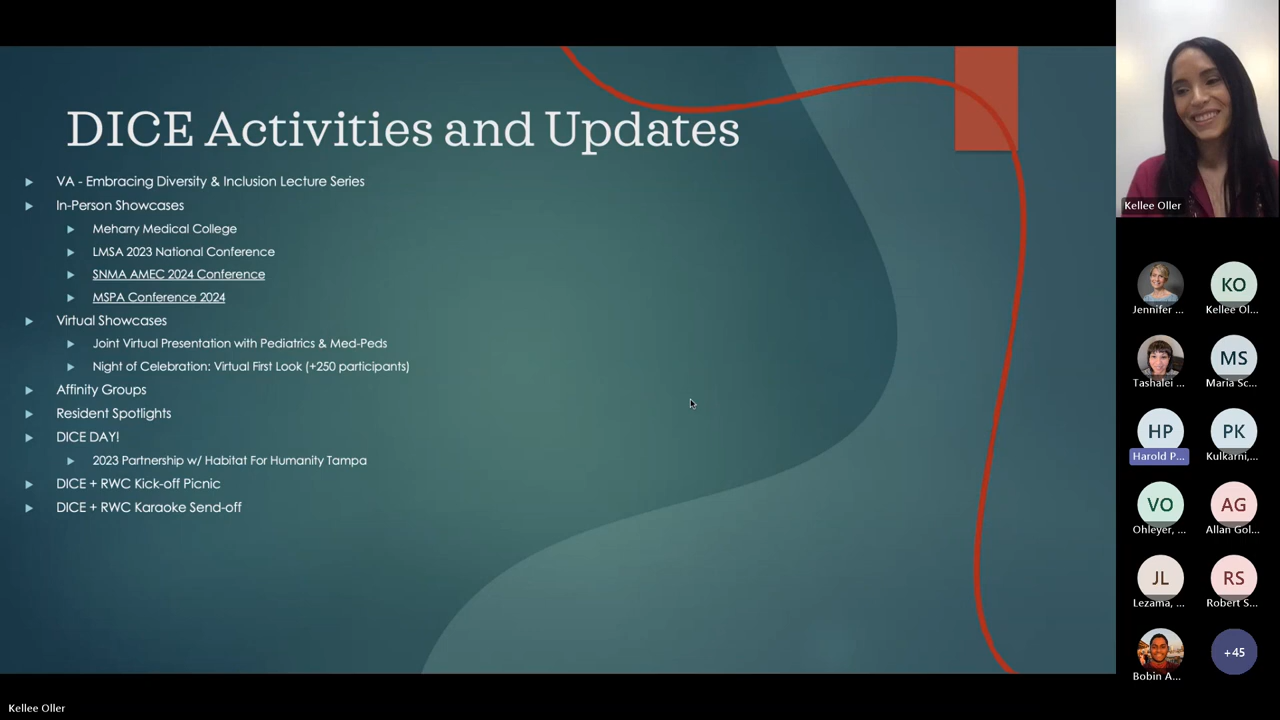 DICE Activities and Updates
VA - Embracing Diversity & Inclusion Lecture Series
In-Person Showcases
Meharry Medical College
LMSA 2023 National Conference
SNMA AMEC 2024 Conference
MSPA Conference 2024
Virtual Showcases
Joint Virtual Presentation with Pediatrics & Med-Peds
Night of Celebration: Virtual First Look (+250 participants)
Affinity Groups
Resident Spotlights
DICE DAY!
2023 Partnership w/ Habitat For Humanity Tampa
DICE + RWC Kick-off Picnic
DICE + RWC Karaoke Send-off
Kellee Oller
Jennifer ...
KO
Kellee Ol...
Tashalei ...
MS
Maria Sc...
HP
Harold P...
PK
Kulkarni,...
VO
Ohleyer, ...
AG
Allan Gol...
JL
Lezama, ...
RS
Robert S...
Bobin A...
+45
Kellee Oller